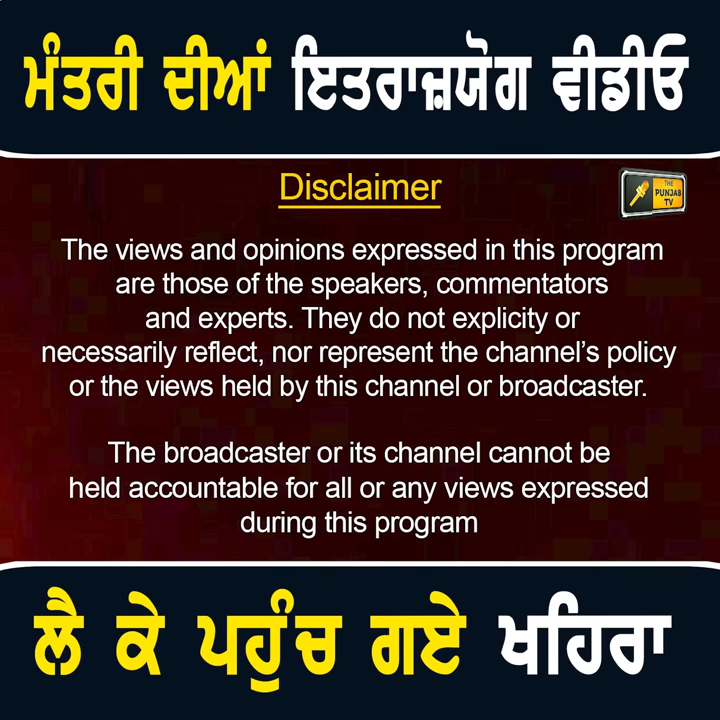 ਮੰਤਰੀ ਦੀਆਂ ਇਤਰਾਜ਼ਯੋਗ ਵੀਡੀਓ
Disclaimer
THE
PUNJAB
TV
The views and opinions expressed in this program
are those of the speakers, commentators
and experts. They do not explicity or
necessarily reflect, nor represent the channel's policy
or the views held by this channel or broadcaster.
The broadcaster or its channel cannot be
held accountable for all or any views expressed
during this program
ਲੈ ਕੇ ਪਹੁੰਚ ਗਏ ਖਹਿਰਾ